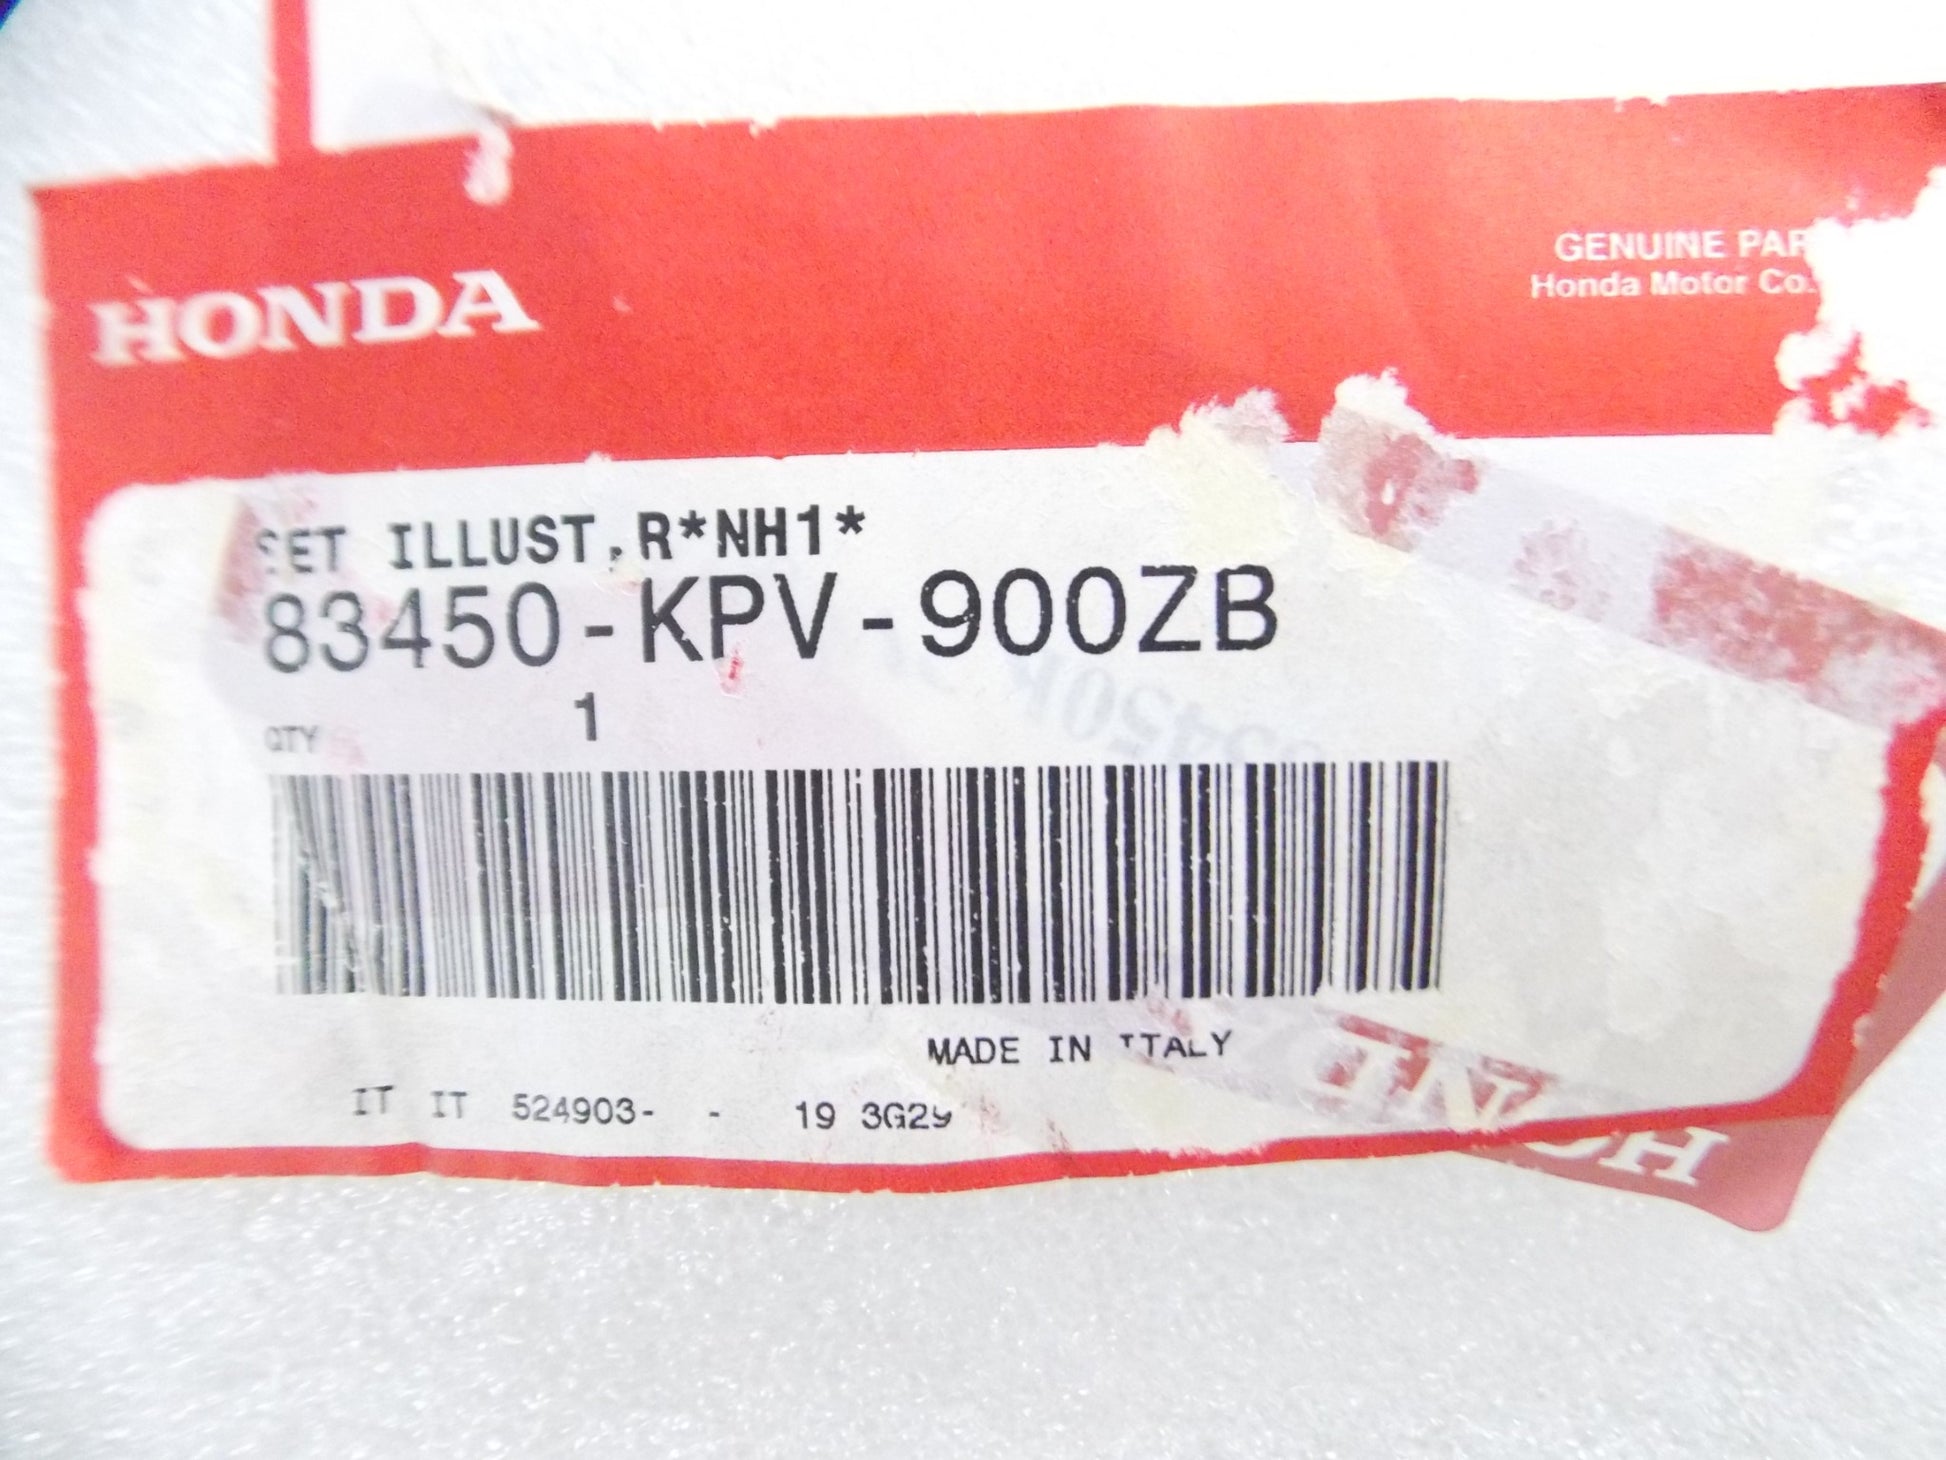 HONDA
GENUINE PAR
Honda Motor Co.
SET ILLUST,R*NH1*
83450-KPV-900ZB
QTY 1
MADE IN ITALY
IT IT 524903- - 19 3G29